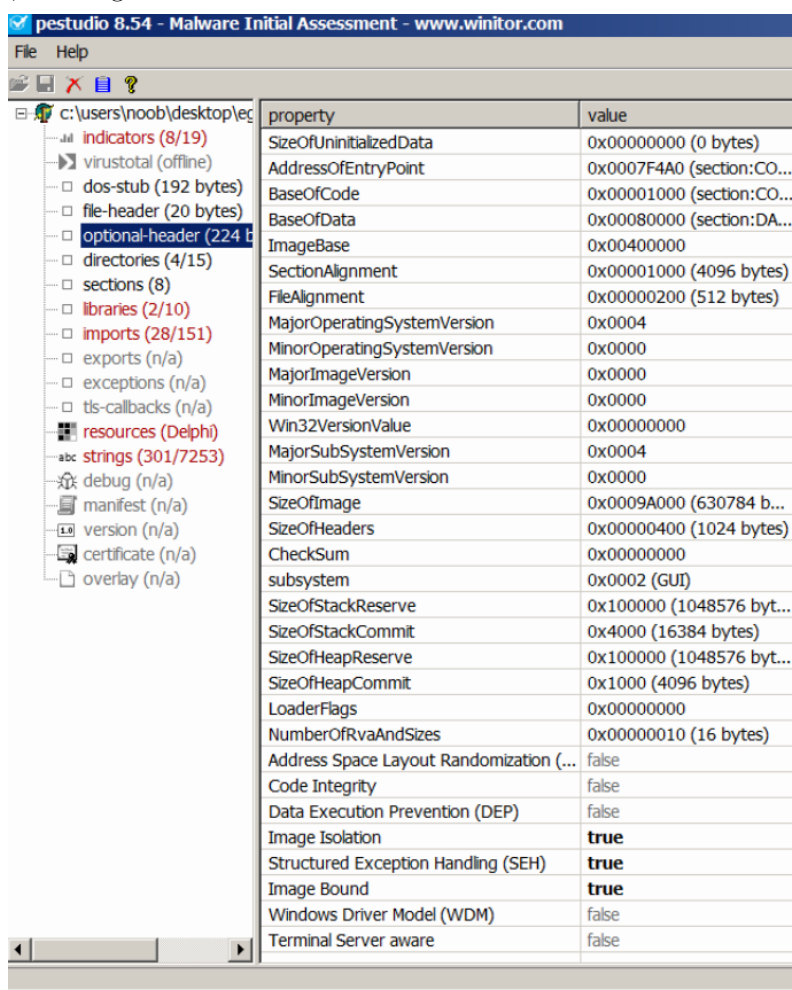 pestudio 8.54 - Malware Initial Assessment - www.winitor.com
File Help
c:\users\noob\desktop\eg
indicators (8/19)
virustotal (offline)
dos-stub (192 bytes)
file-header (20 bytes)
optional-header (224 b
directories (4/15)
sections (8)
libraries (2/10)
imports (28/151)
exports (n/a)
exceptions (n/a)
tls-callbacks (n/a)
resources (Delphi)
abc strings (301/7253)
debug (n/a)
manifest (n/a)
1.0 version (n/a)
certificate (n/a)
overlay (n/a)
property value
SizeOfUninitializedData 0x00000000 (0 bytes)
AddressOfEntryPoint 0x0007F4A0 (section:CO...
BaseOfCode 0x00001000 (section:CO...
BaseOfData 0x00080000 (section:DA...
ImageBase 0x00400000
SectionAlignment 0x00001000 (4096 bytes)
FileAlignment 0x00000200 (512 bytes)
MajorOperatingSystemVersion 0x0004
MinorOperatingSystemVersion 0x0000
MajorImageVersion 0x0000
MinorImageVersion 0x0000
Win32VersionValue 0x00000000
MajorSubSystemVersion 0x0004
MinorSubSystemVersion 0x0000
SizeOfImage 0x0009A000 (630784 b...
SizeOfHeaders 0x00000400 (1024 bytes)
CheckSum 0x00000000
subsystem 0x0002 (GUI)
SizeOfStackReserve 0x100000 (1048576 byt...
SizeOfStackCommit 0x4000 (16384 bytes)
SizeOfHeapReserve 0x100000 (1048576 byt...
SizeOfHeapCommit 0x1000 (4096 bytes)
LoaderFlags 0x00000000
NumberOfRvaAndSizes 0x00000010 (16 bytes)
Address Space Layout Randomization (... false
Code Integrity false
Data Execution Prevention (DEP) false
Image Isolation true
Structured Exception Handling (SEH) true
Image Bound true
Windows Driver Model (WDM) false
Terminal Server aware false